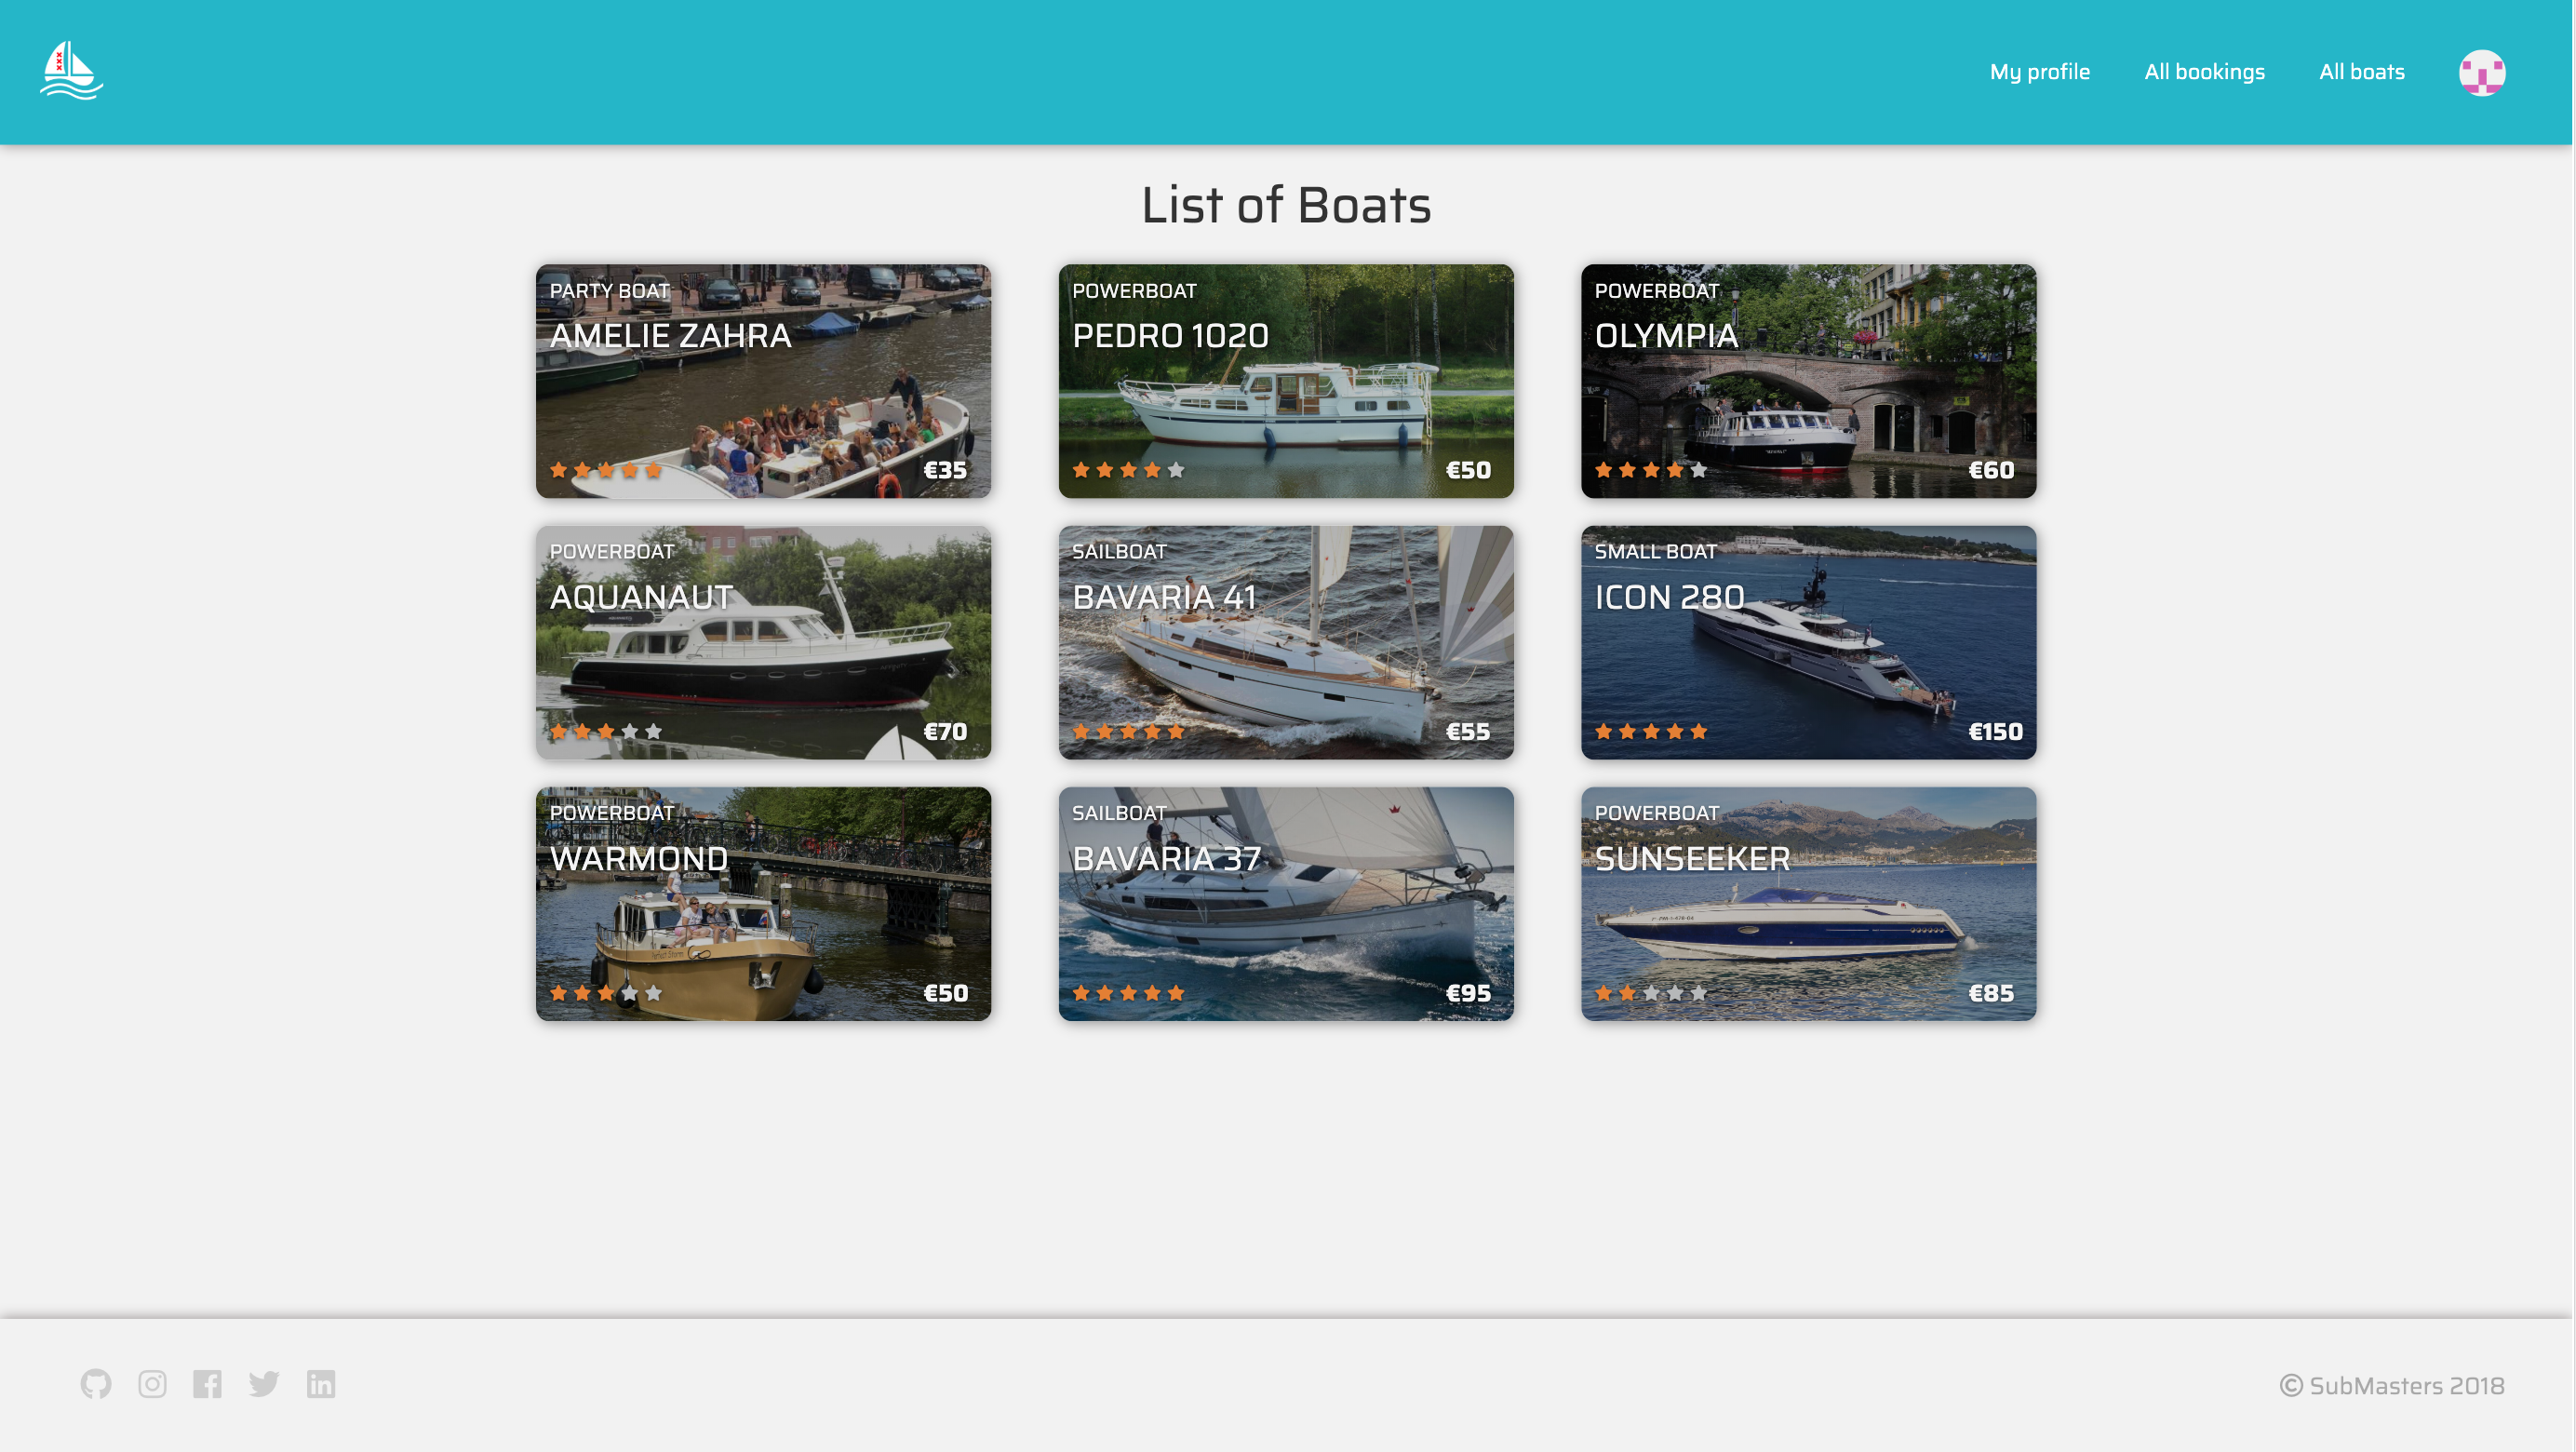 My profile
All bookings
All boats
List of Boats
PARTY BOAT
AMELIE ZAHRA
€35
POWERBOAT
PEDRO 1020
€50
POWERBOAT
OLYMPIA
€60
POWERBOAT
AQUANAUT
€70
SAILBOAT
BAVARIA 41
€55
SMALL BOAT
ICON 280
€150
POWERBOAT
WARMOND
€50
SAILBOAT
BAVARIA 37
€95
POWERBOAT
SUNSEEKER
€85
© SubMasters 2018